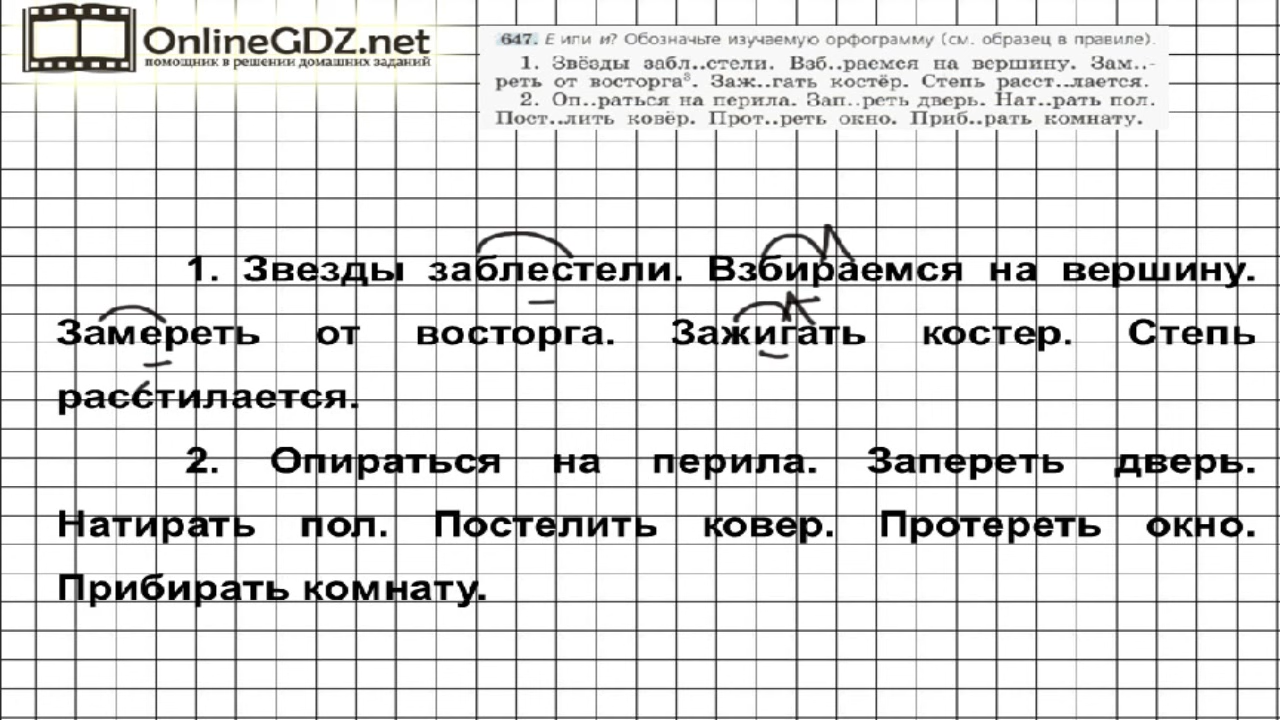 OnlineGDZ.net
помощник в решении домашних заданий
647. Е или и? Обозначьте изучаемую орфограмму (см. образец в правиле).
1. Звёзды забл..стели. Взб..раемся на вершину. Зам..-
реть от восторга³. Заж..гать костёр. Степь расст..лается.
2. Оп..раться на перила. Зап..реть дверь. Нат..рать пол.
Пост..лить ковёр. Прот..реть окно. Приб..рать комнату.
1. Звезды заблестели. Взбираемся на вершину.
Замереть от восторга. Зажигать костер. Степь
расстилается.
2. Опираться на перила. Запереть дверь.
Натирать пол. Постелить ковер. Протереть окно.
Прибирать комнату.